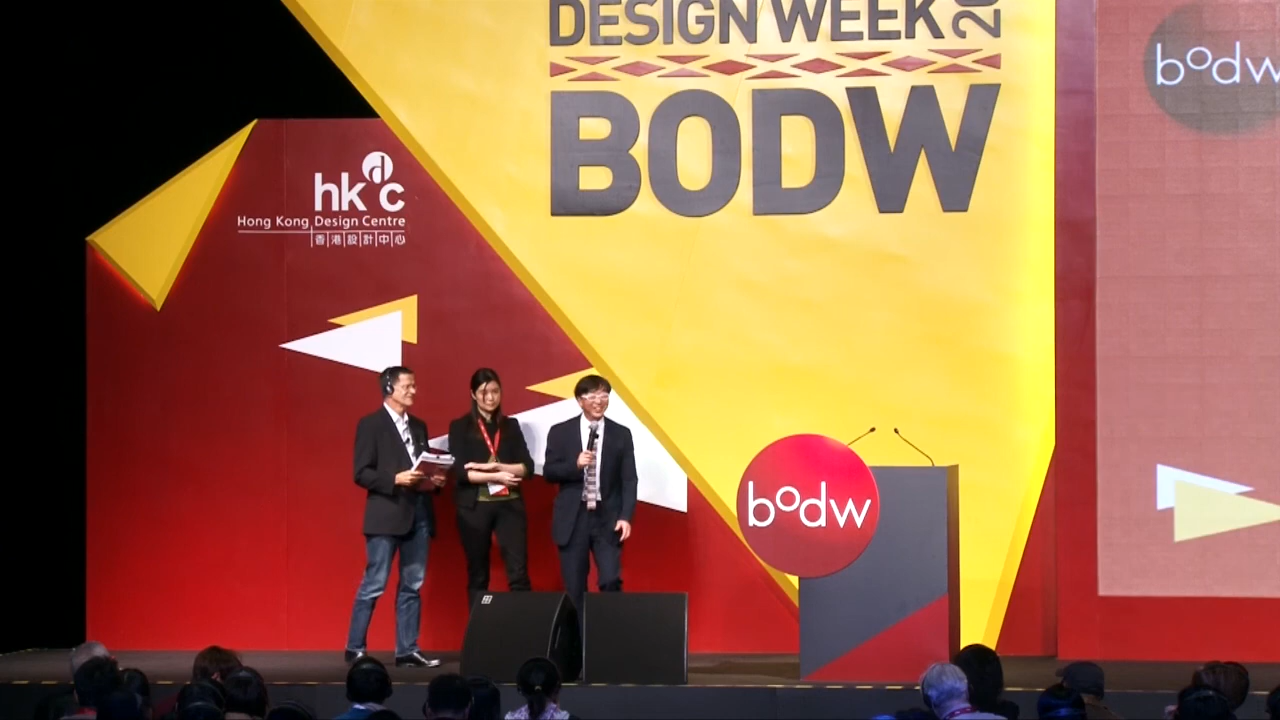 DESIGN WEEK 20
BODW
bodw
hkdc
Hong Kong Design Centre
香港設計中心
bodw